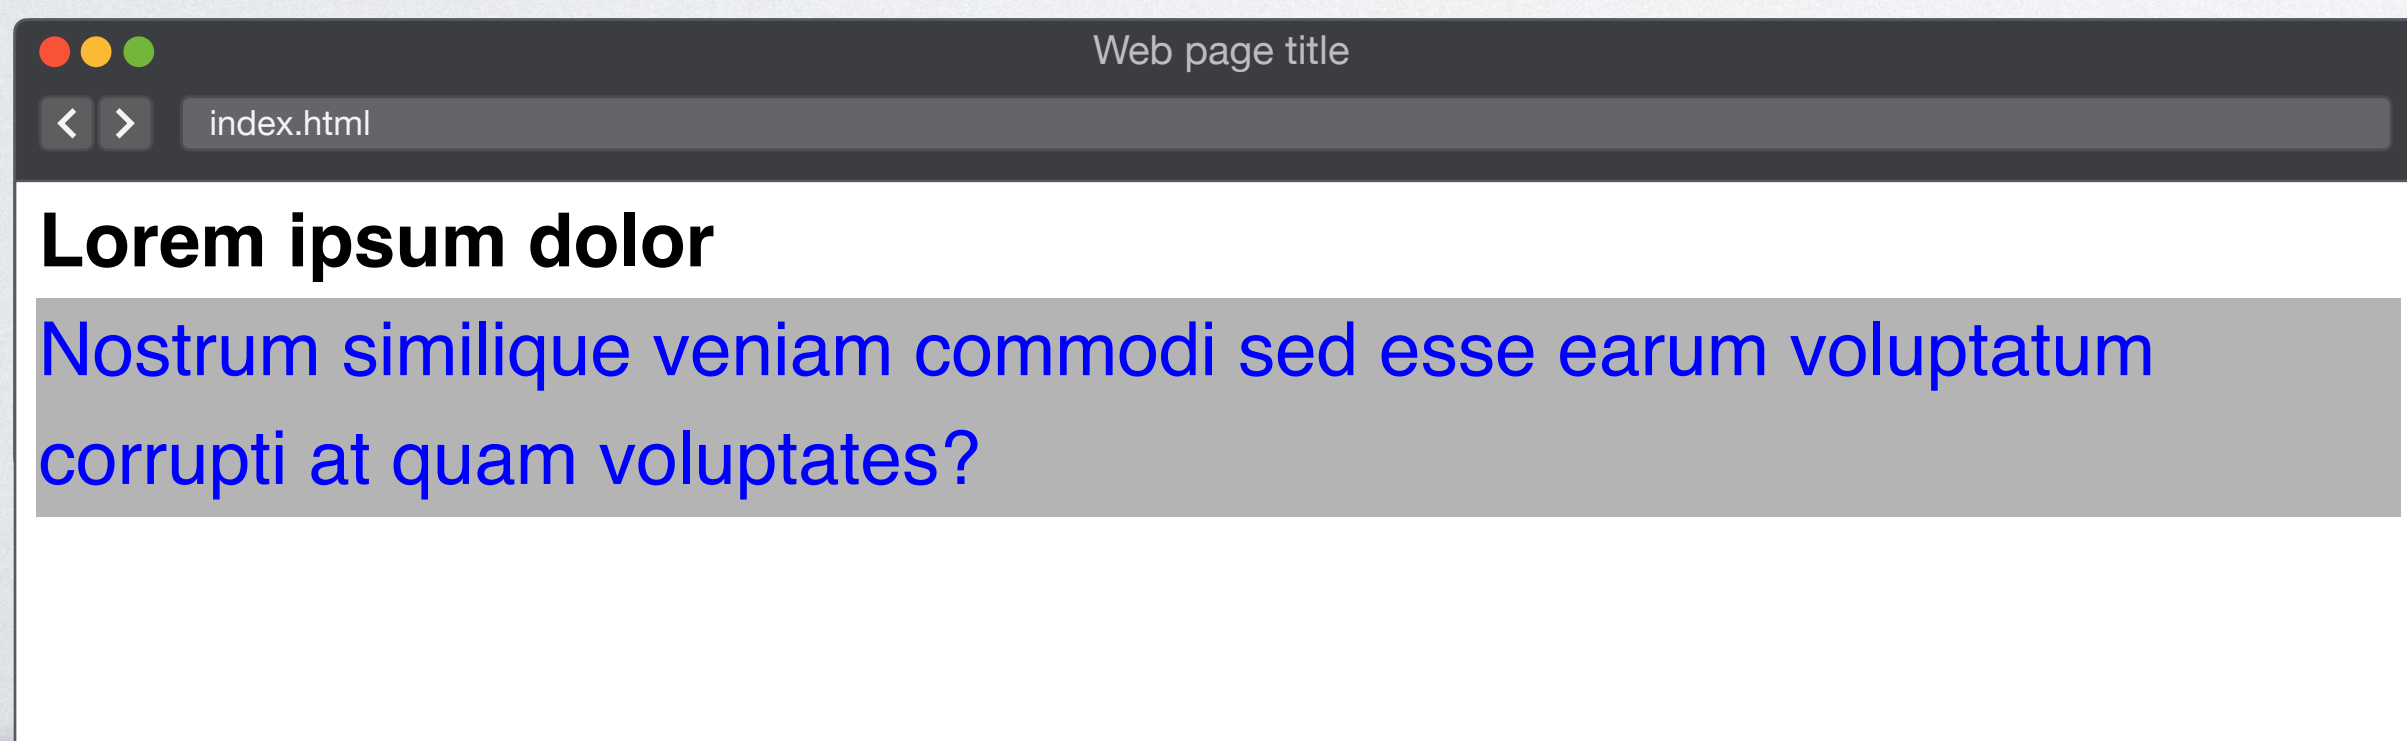 Web page title
index.html
Lorem ipsum dolor
Nostrum similique veniam commodi sed esse earum voluptatum
corrupti at quam voluptates?